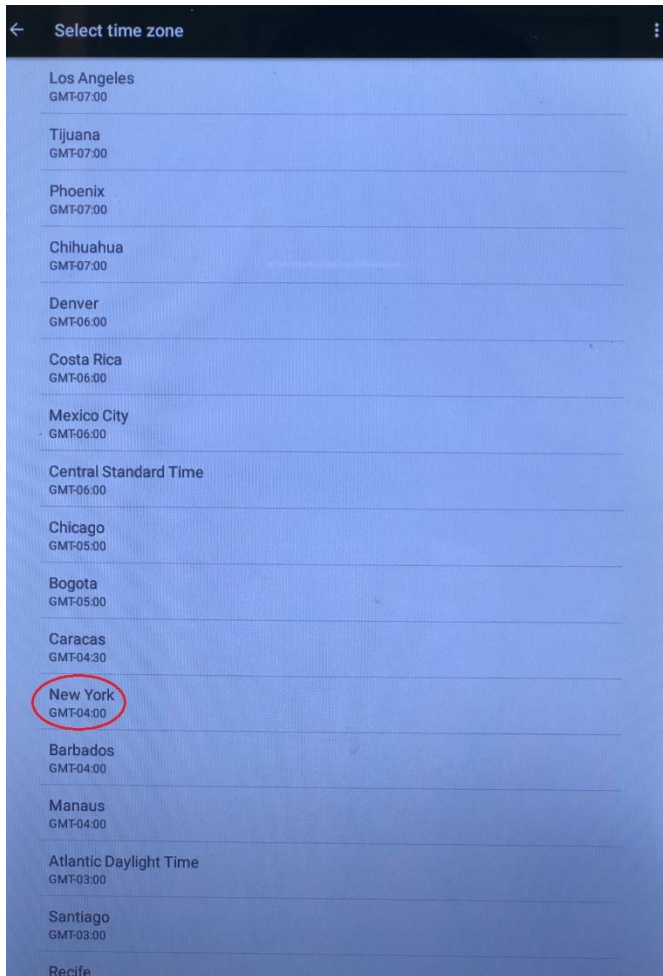 Select time zone
Los Angeles
GMT-07:00
Tijuana
GMT-07:00
Phoenix
GMT-07:00
Chihuahua
GMT-07:00
Denver
GMT-06:00
Costa Rica
GMT-06:00
Mexico City
GMT-06:00
Central Standard Time
GMT-06:00
Chicago
GMT-05:00
Bogota
GMT-05:00
Caracas
GMT-04:30
New York
GMT-04:00
Barbados
GMT-04:00
Manaus
GMT-04:00
Atlantic Daylight Time
GMT-03:00
Santiago
GMT-03:00
Recife